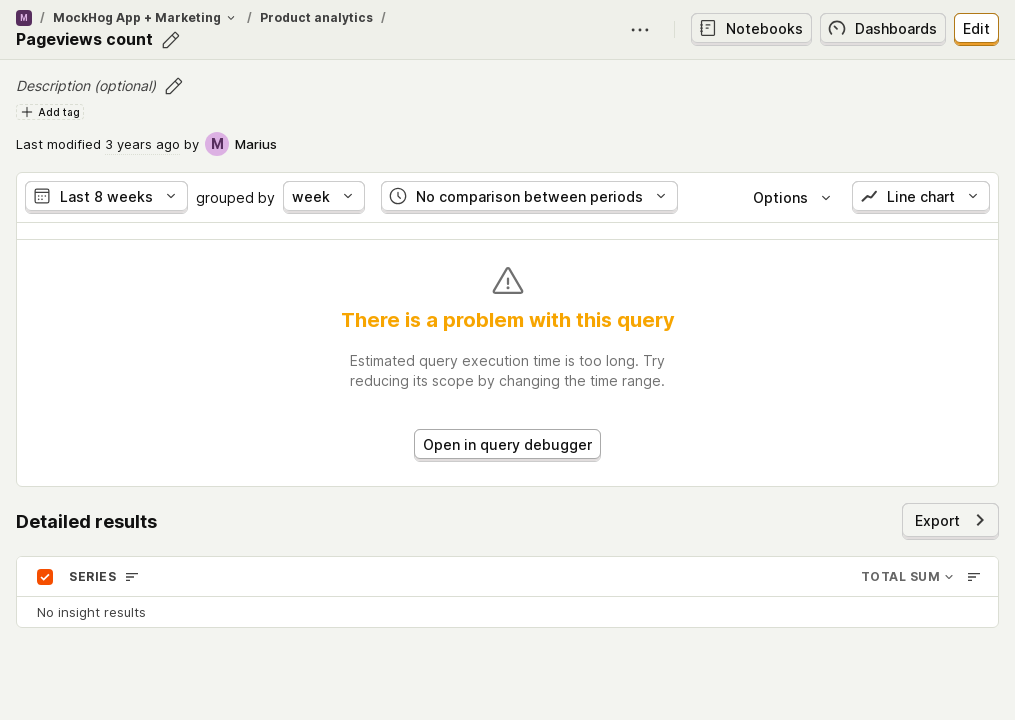 M / MockHog App + Marketing / Product analytics /
Pageviews count
Notebooks
Dashboards
Edit
Description (optional)
Add tag
Last modified 3 years ago by M Marius
Last 8 weeks grouped by week No comparison between periods Options Line chart
There is a problem with this query
Estimated query execution time is too long. Try
reducing its scope by changing the time range.
Open in query debugger
Detailed results
Export
SERIES TOTAL SUM
No insight results